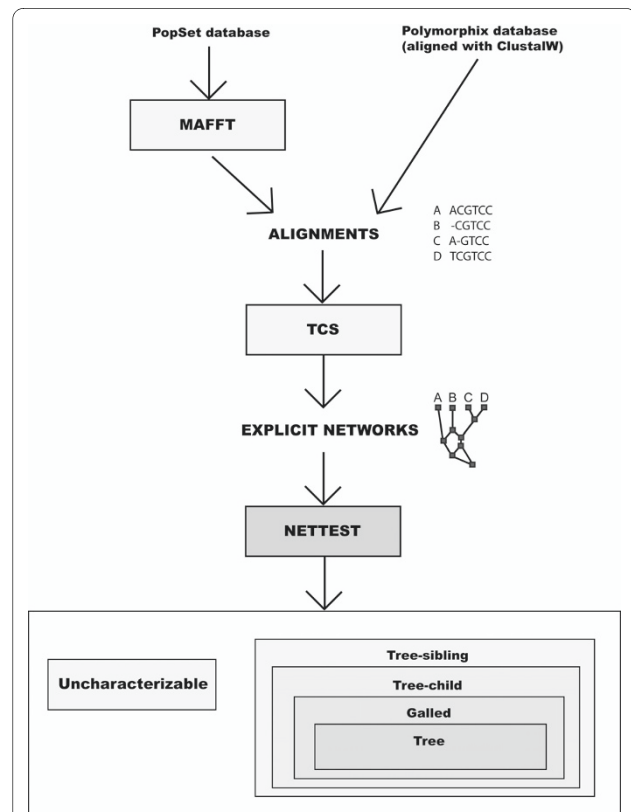 PopSet database
Polymorphix database
(aligned with ClustalW)
MAFFT
ALIGNMENTS
A ACGTCC
B -CGTCC
C A-GTCC
D TCGTCC
TCS
EXPLICIT NETWORKS
A B C D
NETTEST
Uncharacterizable
Tree-sibling
Tree-child
Galled
Tree